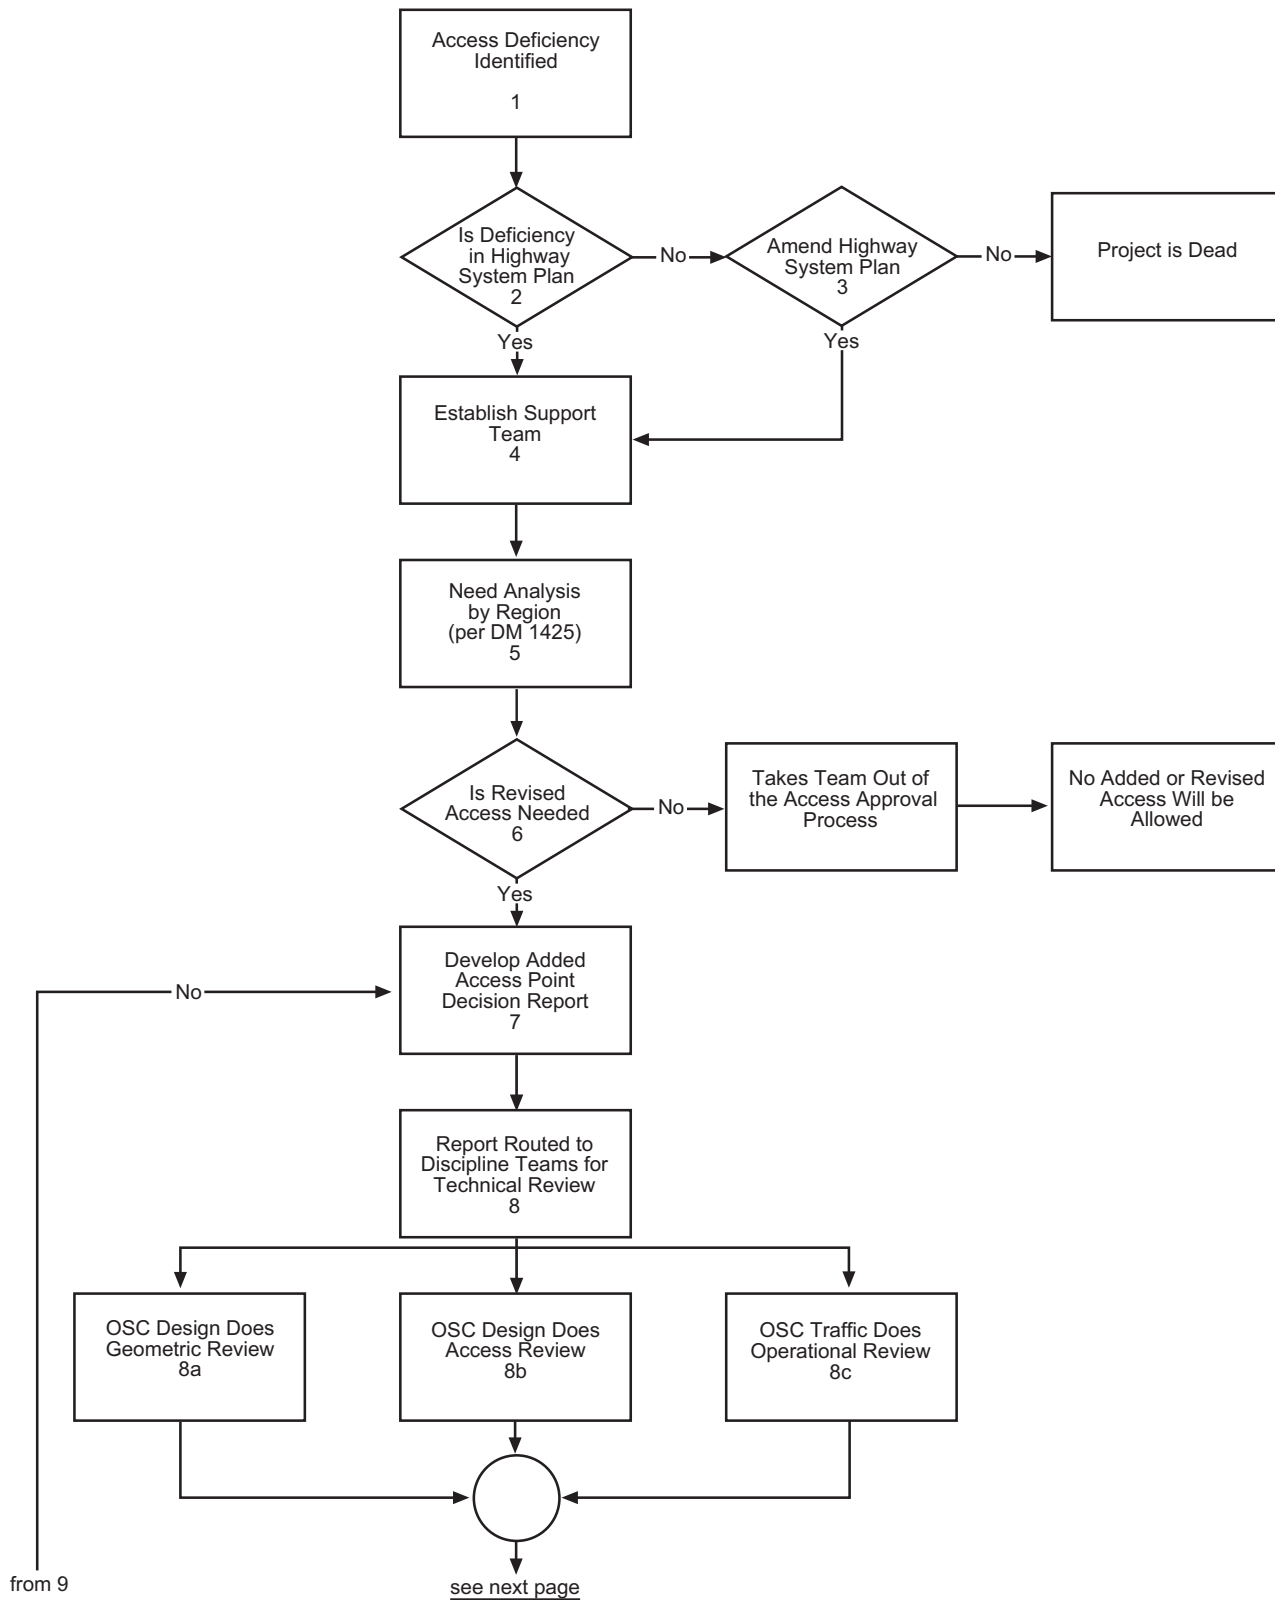 Access Deficiency
Identified
1
Is Deficiency
in Highway
System Plan
2
No
Amend Highway
System Plan
3
No
Project is Dead
Yes
Yes
Establish Support
Team
4
Need Analysis
by Region
(per DM 1425)
5
Is Revised
Access Needed
6
No
Takes Team Out of
the Access Approval
Process
No Added or Revised
Access Will be
Allowed
Yes
Develop Added
Access Point
Decision Report
7
No
Report Routed to
Discipline Teams for
Technical Review
8
OSC Design Does
Geometric Review
8a
OSC Design Does
Access Review
8b
OSC Traffic Does
Operational Review
8c
from 9
see next page